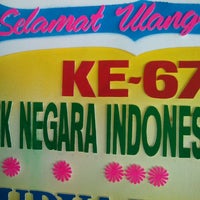 Selamat Ulang
KE-67
K NEGARA INDONES